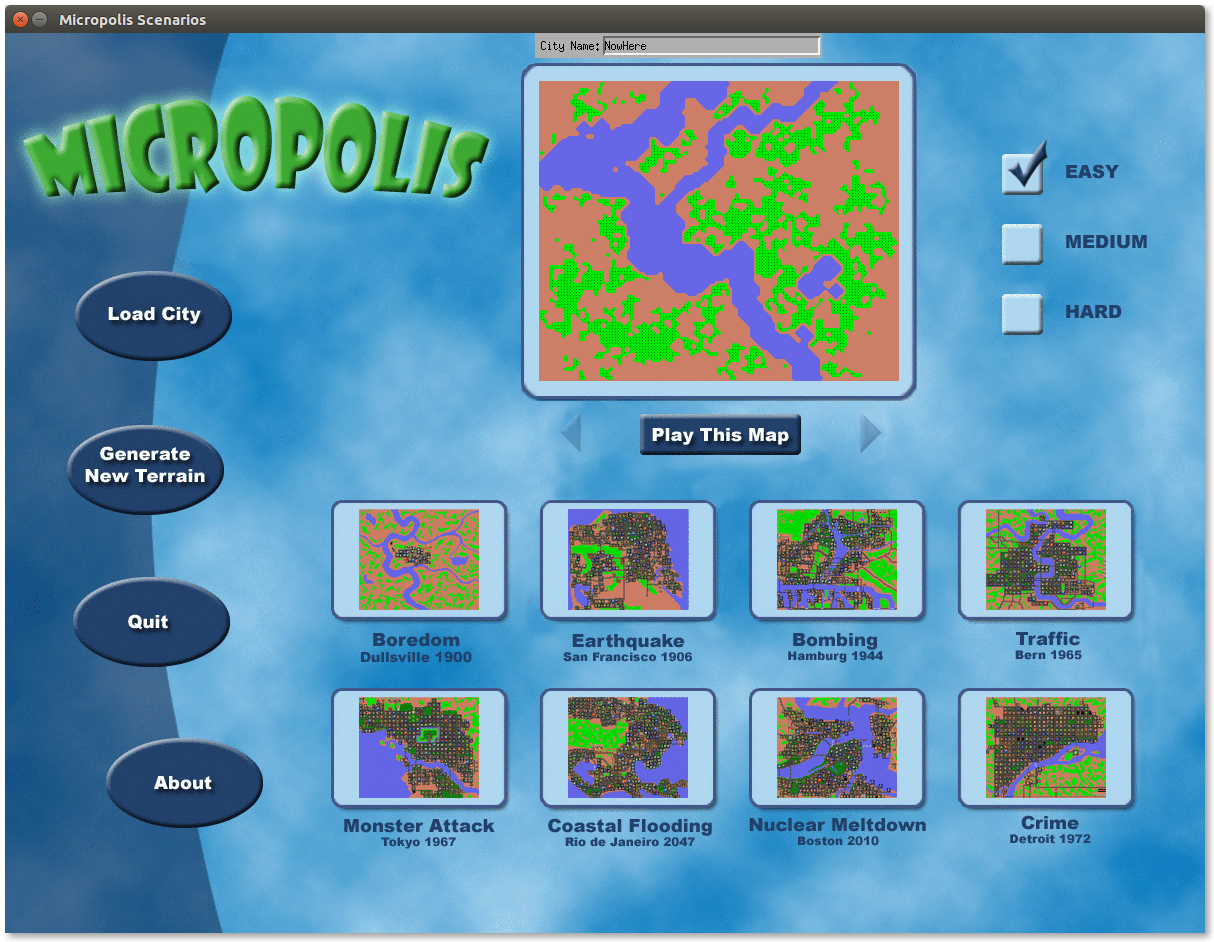 Micropolis Scenarios
City Name: NowHere
MICROPOLIS
EASY
MEDIUM
HARD
Load City
Generate
New Terrain
Quit
About
Play This Map
Boredom
Dullsville 1900
Earthquake
San Francisco 1906
Bombing
Hamburg 1944
Traffic
Bern 1965
Monster Attack
Tokyo 1967
Coastal Flooding
Rio de Janeiro 2047
Nuclear Meltdown
Boston 2010
Crime
Detroit 1972